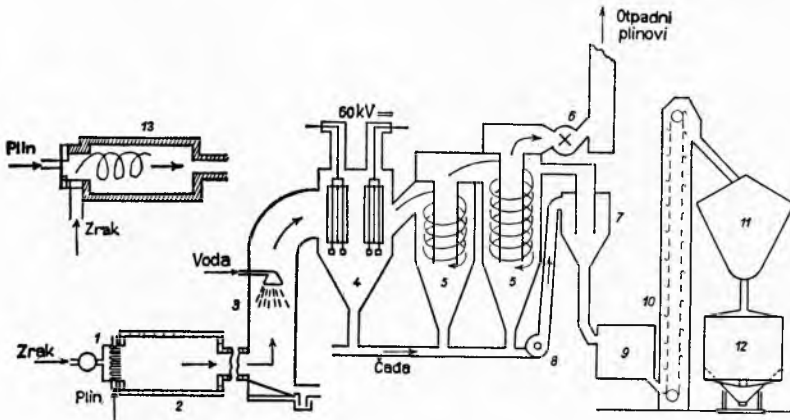 Otpadni
plinovi
60kV =
6
13
Plin
Zrak
7
11
Voda
3
4
5
5
10
1
8
9
12
Zrak
Čađa
Plin
2